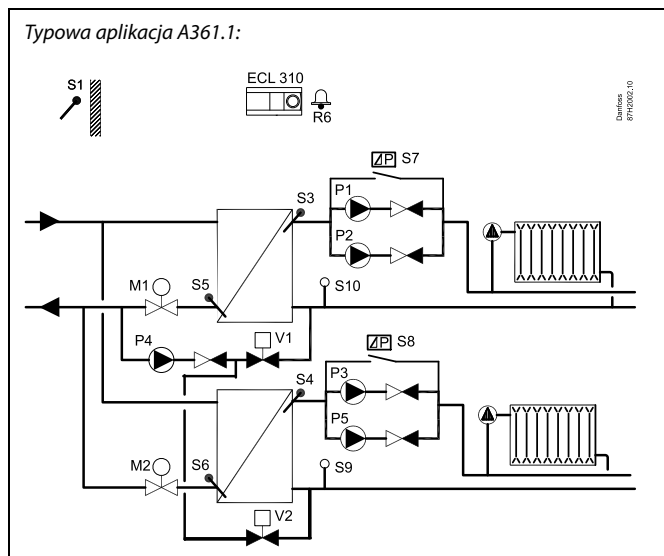 Typowa aplikacja A361.1:
S1
ECL 310
R6
Danfoss
87H2002.10
S7
P
S3
P1
P2
M1
S5
S10
P4
V1
S8
P
S4
P3
P5
M2
S6
S9
V2